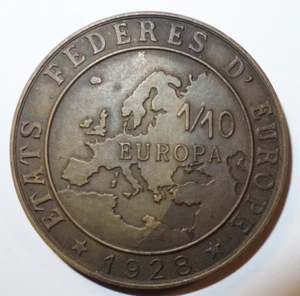 ETATS FEDERES D' EUROPE
1/10
EUROPA
★ 1928 ★